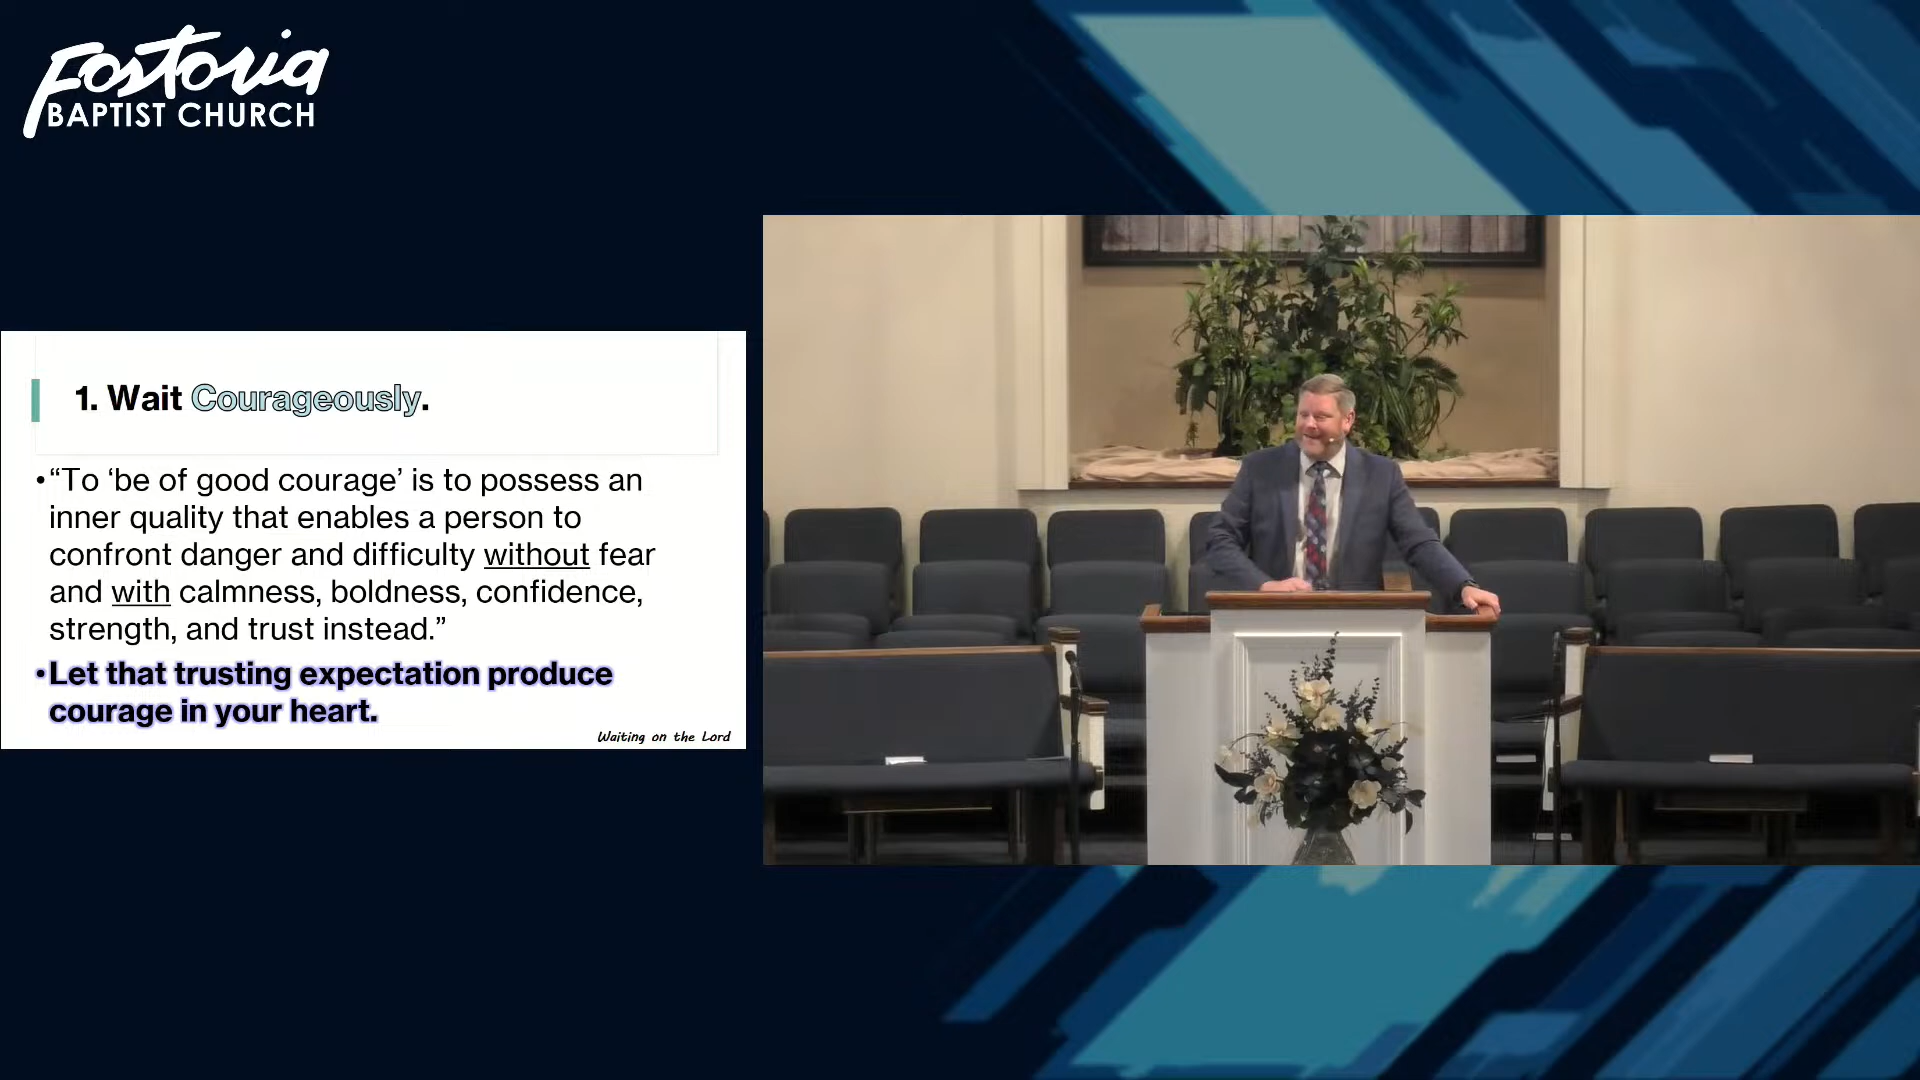 Fostoria
BAPTIST CHURCH
1. Wait Courageously.
•“To ‘be of good courage’ is to possess an
inner quality that enables a person to
confront danger and difficulty without fear
and with calmness, boldness, confidence,
strength, and trust instead.”
•Let that trusting expectation produce
courage in your heart.
Waiting on the Lord